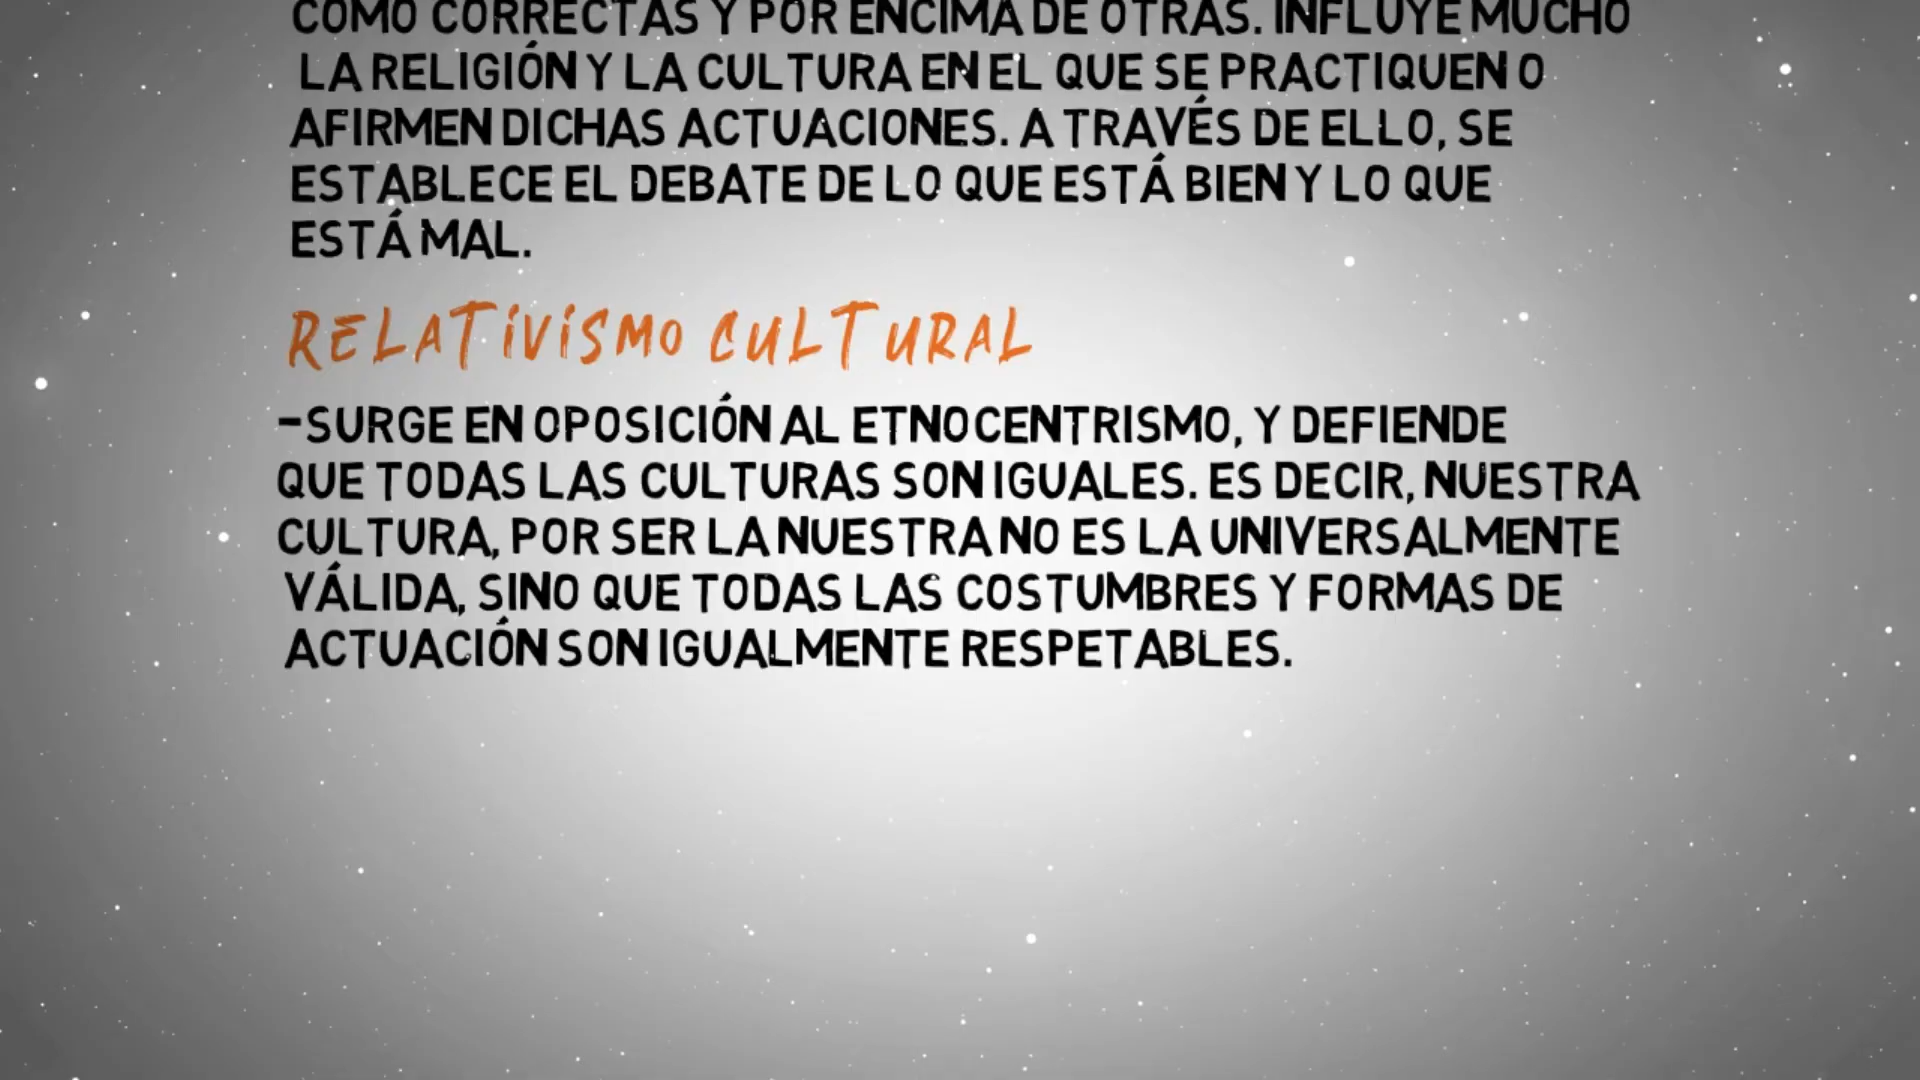 COMO CORRECTAS Y POR ENCIMA DE OTRAS. INFLUYE MUCHO
LA RELIGIÓN Y LA CULTURA EN EL QUE SE PRACTIQUEN O
AFIRMEN DICHAS ACTUACIONES. A TRAVÉS DE ELLO, SE
ESTABLECE EL DEBATE DE LO QUE ESTÁ BIEN Y LO QUE
ESTÁ MAL.
RELATIVISMO CULTURAL
-SURGE EN OPOSICIÓN AL ETNOCENTRISMO, Y DEFIENDE
QUE TODAS LAS CULTURAS SON IGUALES. ES DECIR, NUESTRA
CULTURA, POR SER LA NUESTRA NO ES LA UNIVERSALMENTE
VÁLIDA, SINO QUE TODAS LAS COSTUMBRES Y FORMAS DE
ACTUACIÓN SON IGUALMENTE RESPETABLES.